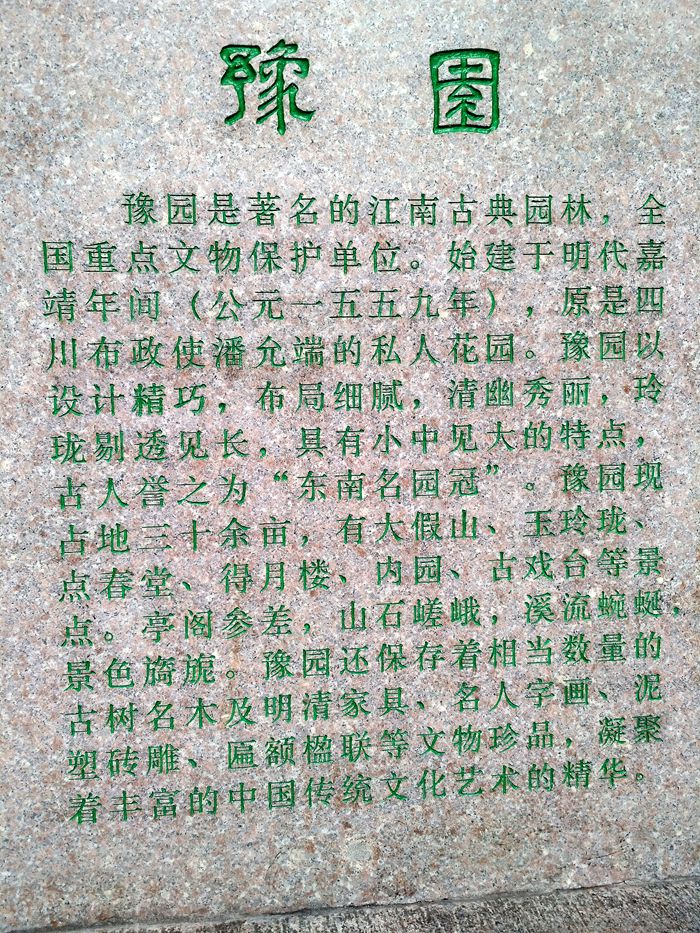 豫園
豫园是著名的江南古典园林，全
国重点文物保护单位。始建于明代嘉
靖年间（公元一五五九年），原是四
川布政使潘允端的私人花园。豫园以
设计精巧，布局细腻，清幽秀丽，玲
珑剔透见长，具有小中见大的特点，
古人誉之为“东南名园冠”。豫园现
占地三十余亩，有大假山、玉玲珑、
点春堂、得月楼、内园、古戏台等景
点。亭阁参差，山石嵯峨，溪流蜿蜒，
景色旖旎。豫园还保存着相当数量的
古树名木及明清家具、名人字画、泥
塑砖雕、匾额楹联等文物珍品，凝聚
着丰富的中国传统文化艺术的精华。